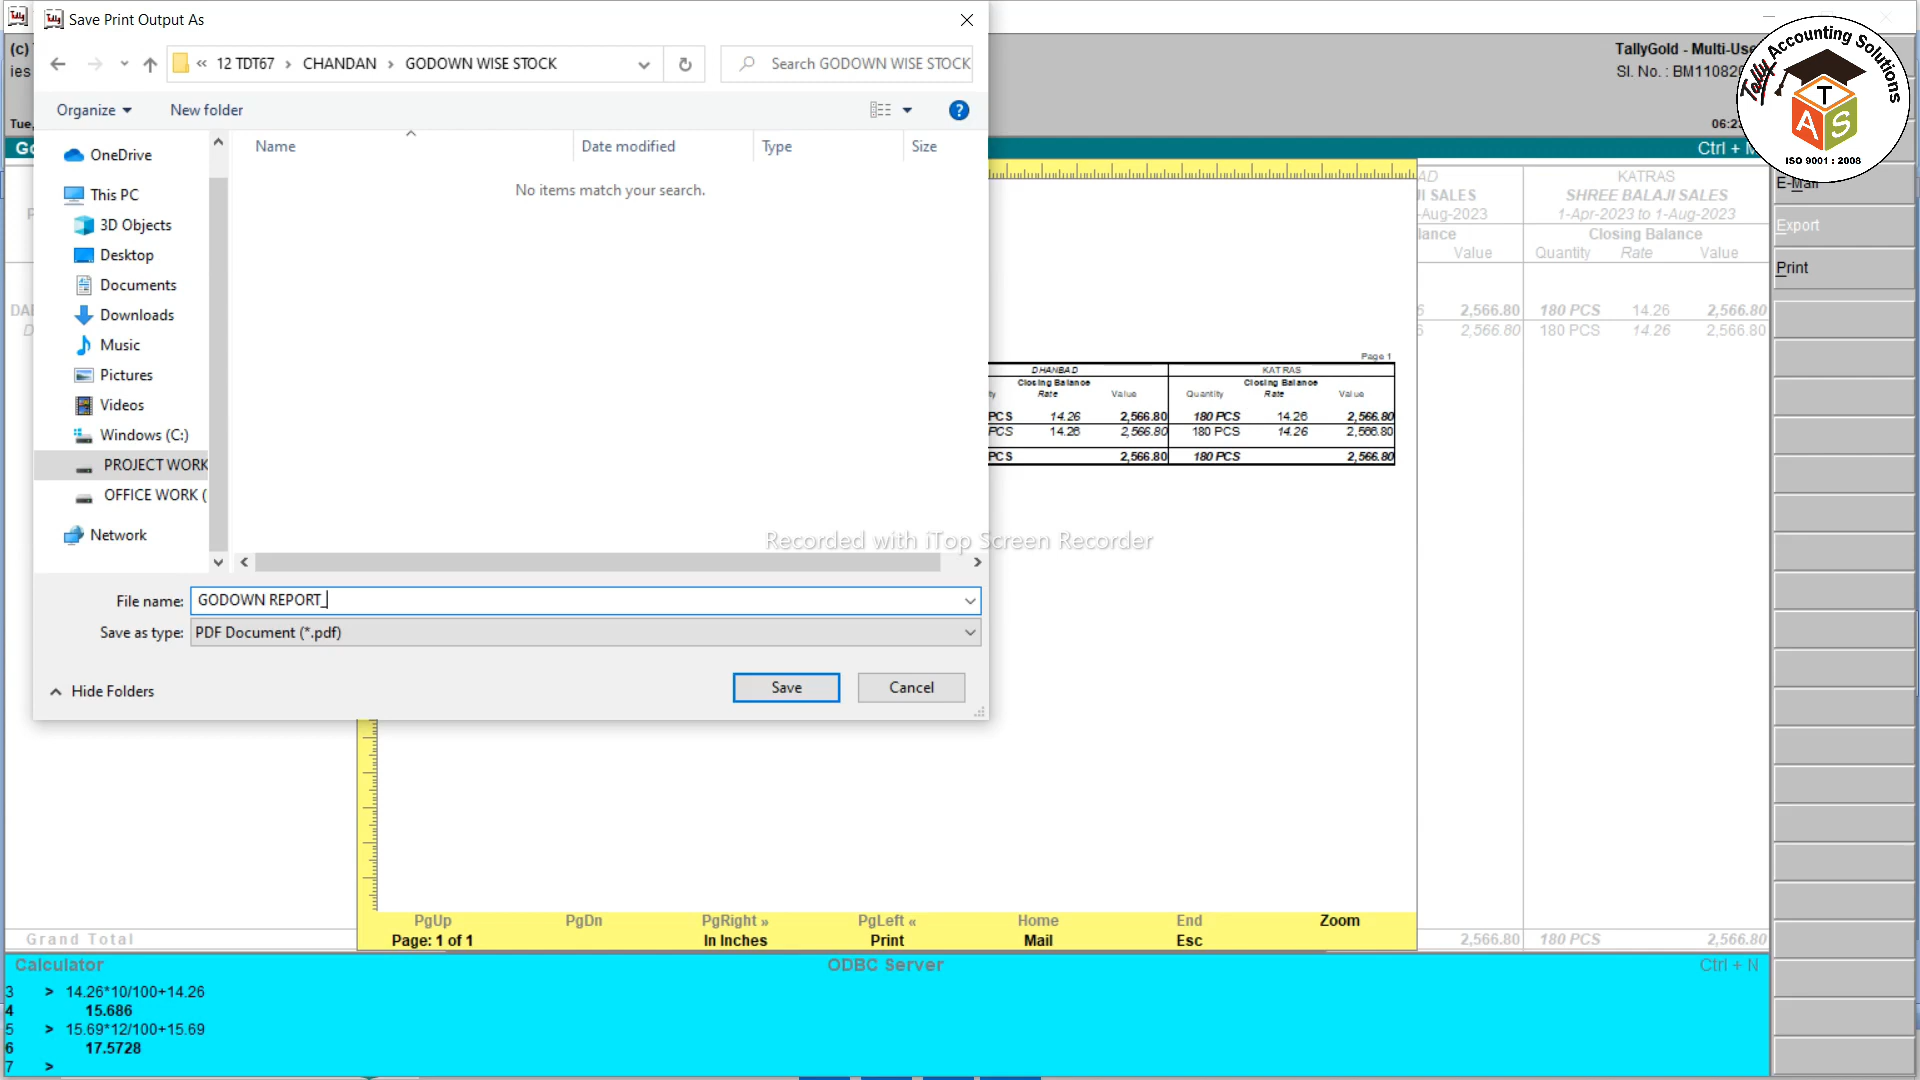 Save Print Output As
12 TDT67 › CHANDAN › GODOWN WISE STOCK
Search GODOWN WISE STOCK
Organize
New folder
Name
Date modified
Type
Size
No items match your search.
OneDrive
This PC
3D Objects
Desktop
Documents
Downloads
Music
Pictures
Videos
Windows (C:)
PROJECT WORK
OFFICE WORK (
Network
File name: GODOWN REPORT_
Save as type: PDF Document (*.pdf)
Hide Folders
Save
Cancel
(c)
ies
Tue,
Go
TallyGold - Multi-Use
Sl. No. : BM11082
06:2
Ctrl + M
Tally Accounting Solutions
T
A S
ISO 9001 : 2008
E-Mail
Export
Print
AD
KATRAS
JI SALES
SHREE BALAJI SALES
-Aug-2023
1-Apr-2023 to 1-Aug-2023
lance
Closing Balance
Value
Quantity Rate Value
2,566.80 180 PCS 14.26 2,566.80
2,566.80 180 PCS 14.26 2,566.80
Page 1
DHANBAD KATRAS
Closing Balance Closing Balance
ty Rate Value Quantity Rate Value
PCS 14.26 2,566.80 180 PCS 14.26 2,566.80
PCS 14.26 2,566.80 180 PCS 14.26 2,566.80
PCS 2,566.80 180 PCS 2,566.80
Recorded with iTop Screen Recorder
PgUp PgDn PgRight » PgLeft « Home End Zoom
Page: 1 of 1 In Inches Print Mail Esc
Grand Total
2,566.80 180 PCS 2,566.80
Calculator
ODBC Server
Ctrl + N
3 > 14.26*10/100+14.26
4 15.686
5 > 15.69*12/100+15.69
6 17.5728
7 >